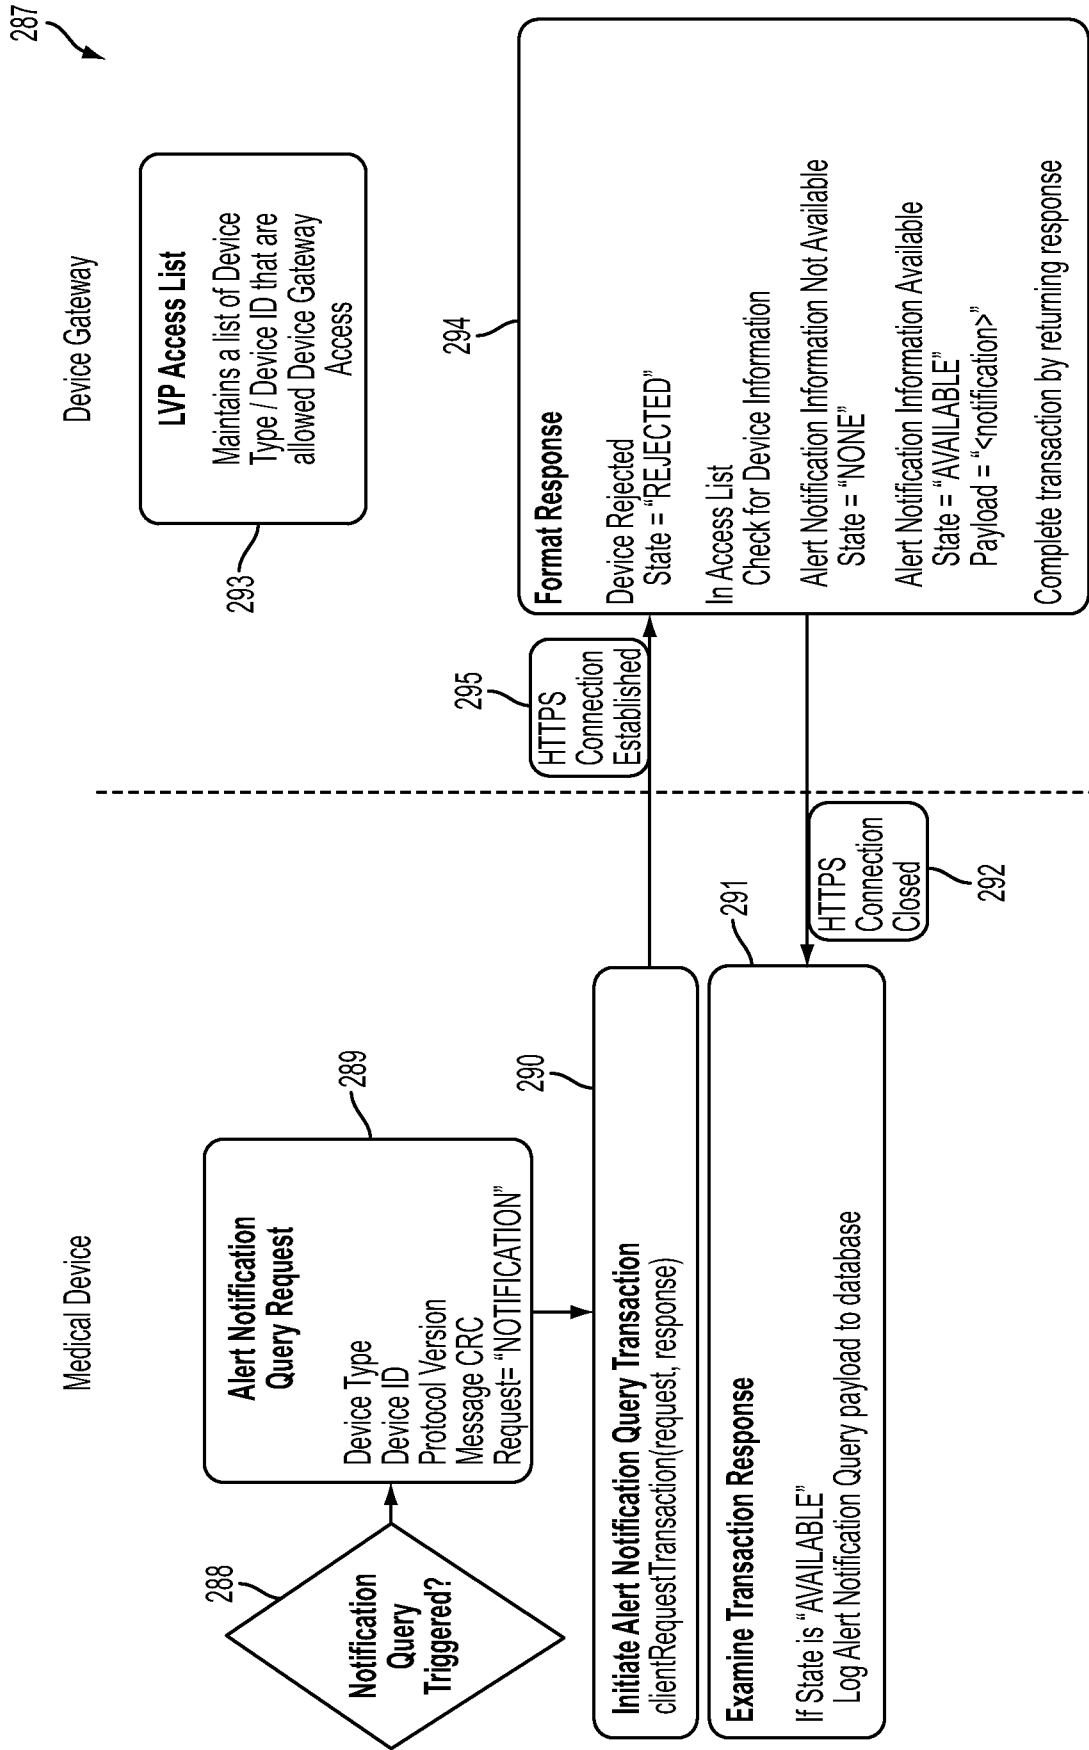 287
Medical Device
Device Gateway
288
Notification
Query
Triggered?
289
Alert Notification
Query Request
Device Type
Device ID
Protocol Version
Message CRC
Request= “NOTIFICATION”
293
LVP Access List
Maintains a list of Device
Type / Device ID that are
allowed Device Gateway
Access
290
Initiate Alert Notification Query Transaction
clientRequestTransaction(request, response)
295
HTTPS
Connection
Established
294
Format Response
Device Rejected
State = “REJECTED”
In Access List
Check for Device Information
Alert Notification Information Not Available
State = “NONE”
Alert Notification Information Available
State = “AVAILABLE”
Payload = “<notification>”
Complete transaction by returning response
291
Examine Transaction Response
If State is “AVAILABLE”
Log Alert Notification Query payload to database
HTTPS
Connection
Closed
292